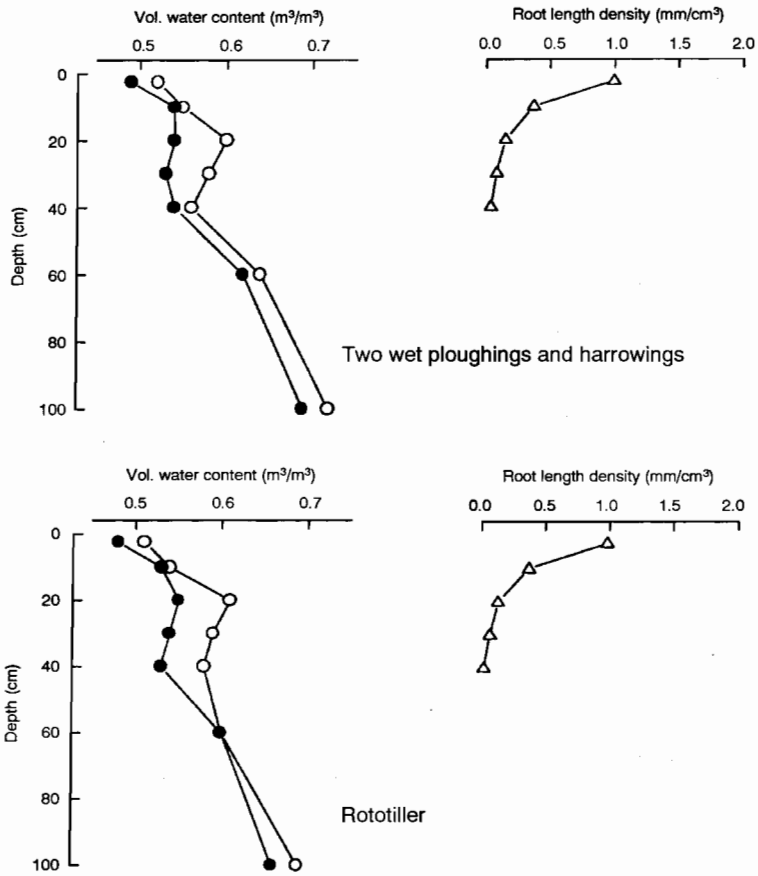 Vol. water content (m³/m³)
Root length density (mm/cm³)
0.5 0.6 0.7
0.0 0.5 1.0 1.5 2.0
0
20
40
60
80
100
Depth (cm)
Two wet ploughings and harrowings
Vol. water content (m³/m³)
Root length density (mm/cm³)
0.5 0.6 0.7
0.0 0.5 1.0 1.5 2.0
0
20
40
60
80
100
Depth (cm)
Rototiller